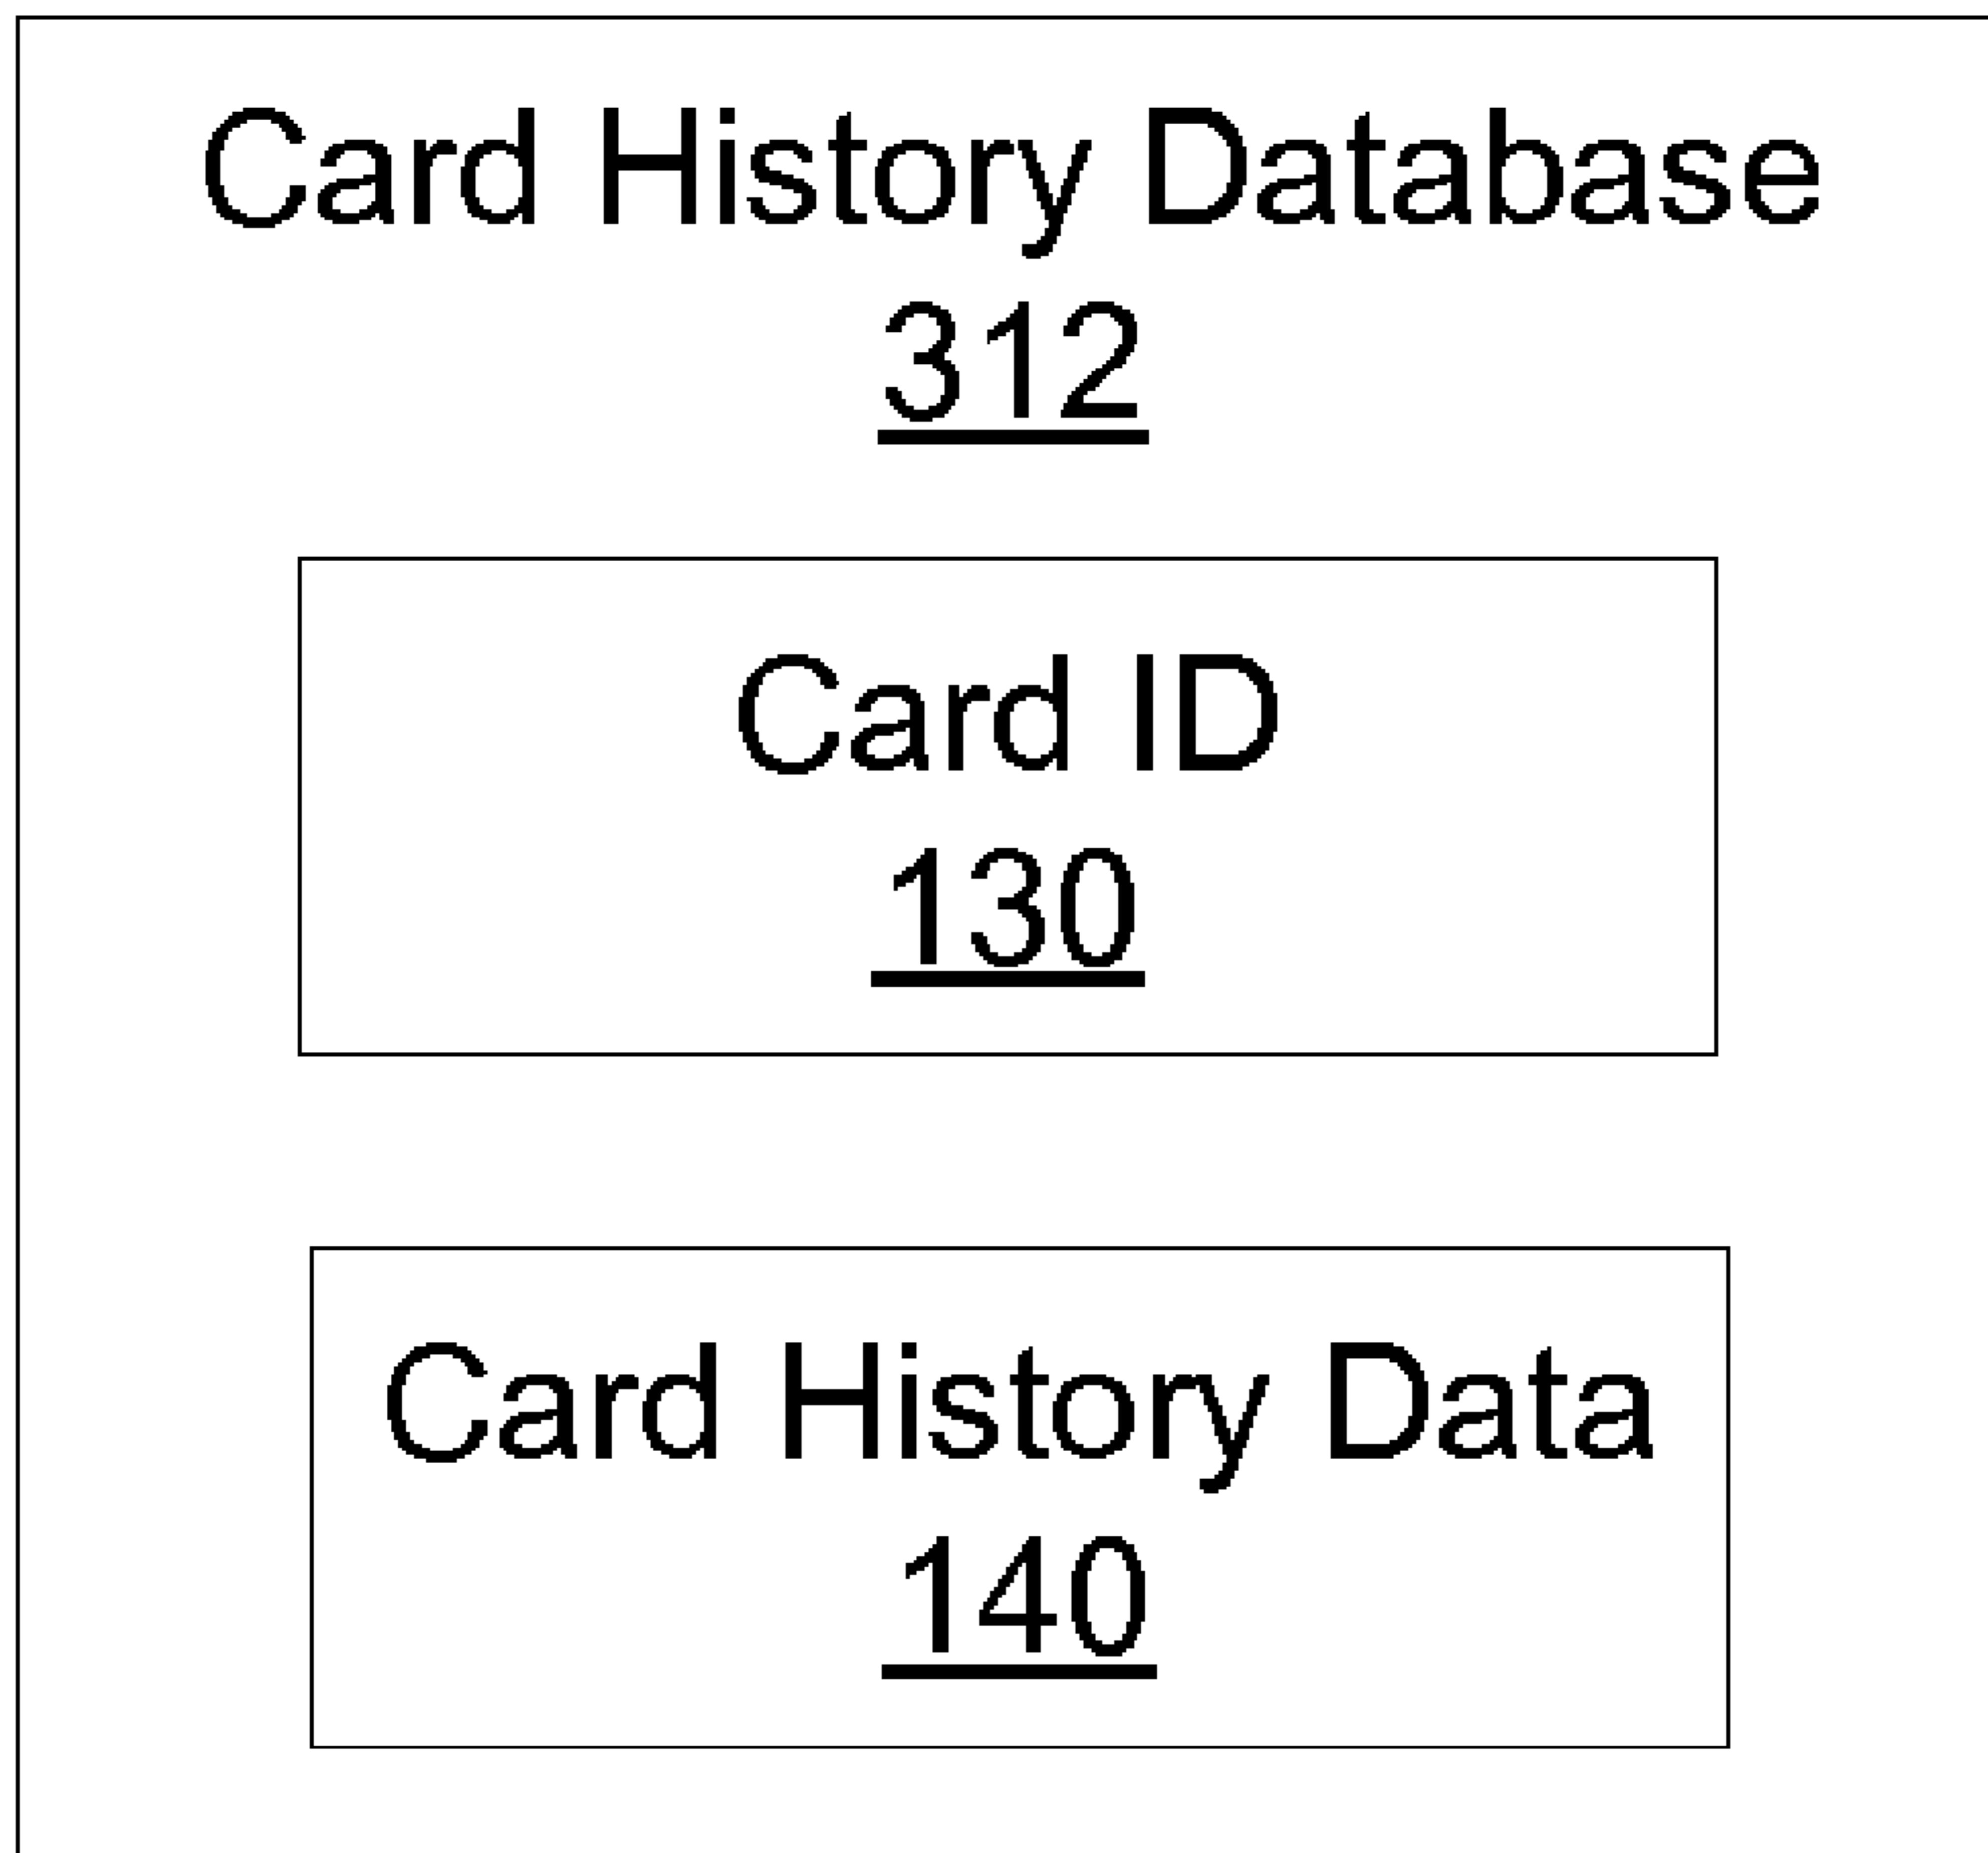 Card History Database
312
Card ID
130
Card History Data
140